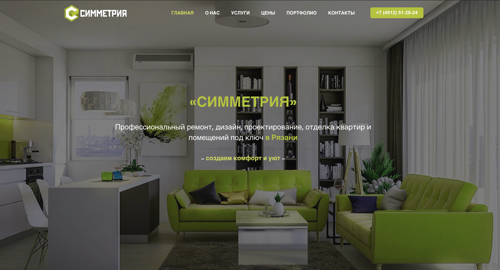 СИММЕТРИЯ
ГЛАВНАЯ О НАС УСЛУГИ ЦЕНЫ ПОРТФОЛИО КОНТАКТЫ
+7 (4912) 51-20-24
«СИММЕТРИЯ»
Профессиональный ремонт, дизайн, проектирование, отделка квартир и
помещений под ключ в Рязани
– создаем комфорт и уют –